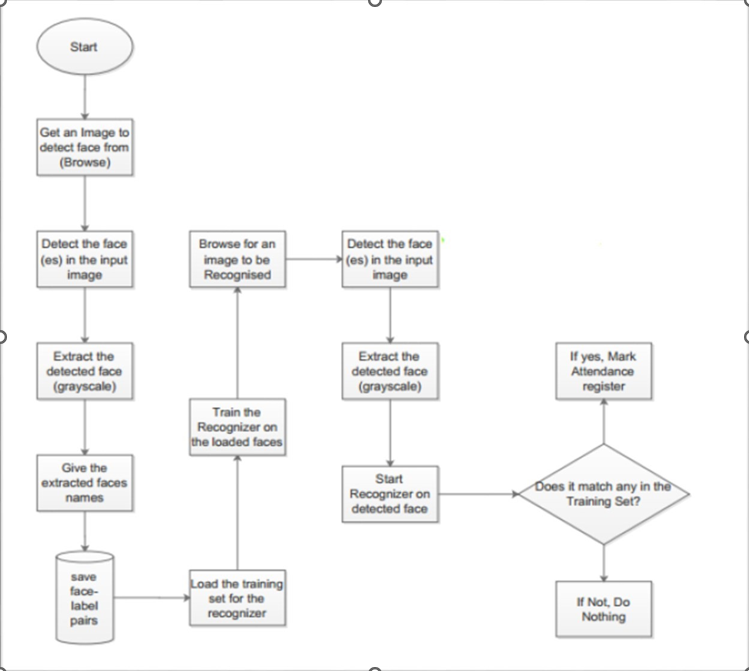 Start
Get an Image to
detect face from
(Browse)
Detect the face
(es) in the input
image
Extract the
detected face
(grayscale)
Give the
extracted faces
names
save
face-
label
pairs
Load the training
set for the
recognizer
Train the
Recognizer on
the loaded faces
Browse for an
image to be
Recognised
Detect the face
(es) in the input
image
Extract the
detected face
(grayscale)
Start
Recognizer on
detected face
Does it match any in the
Training Set?
If yes, Mark
Attendance
register
If Not, Do
Nothing